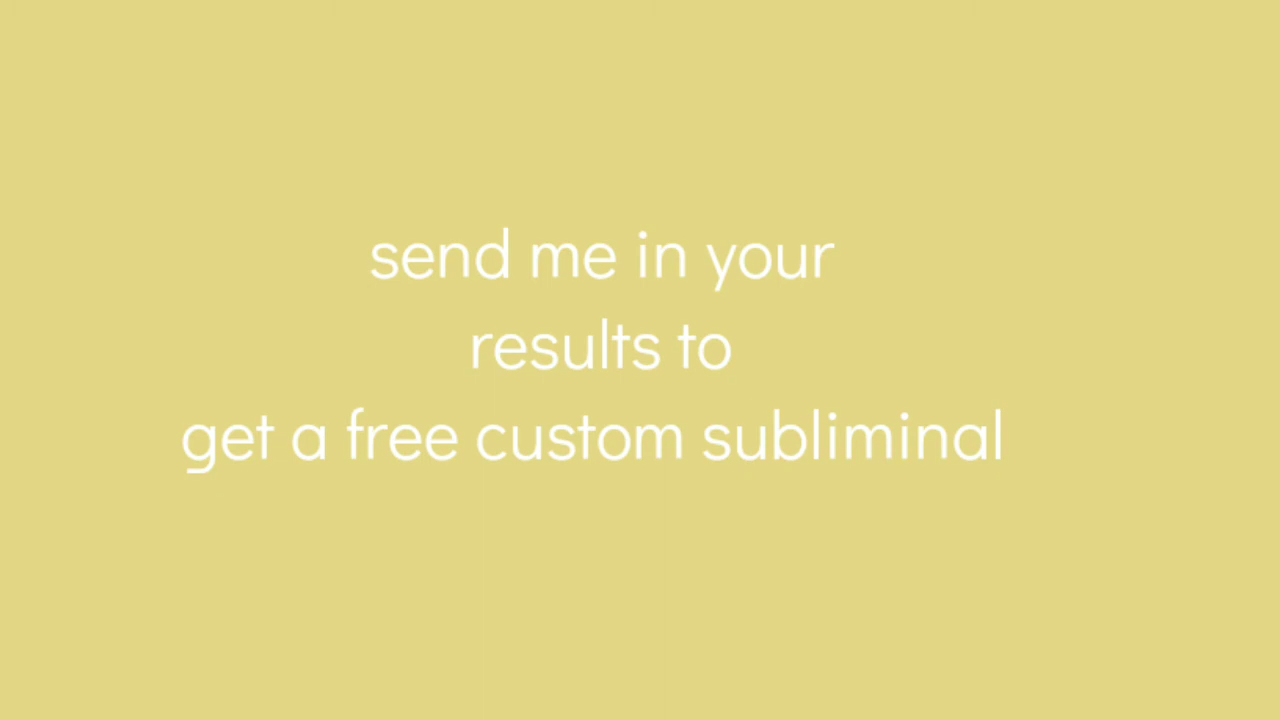 send me in your
results to
get a free custom subliminal